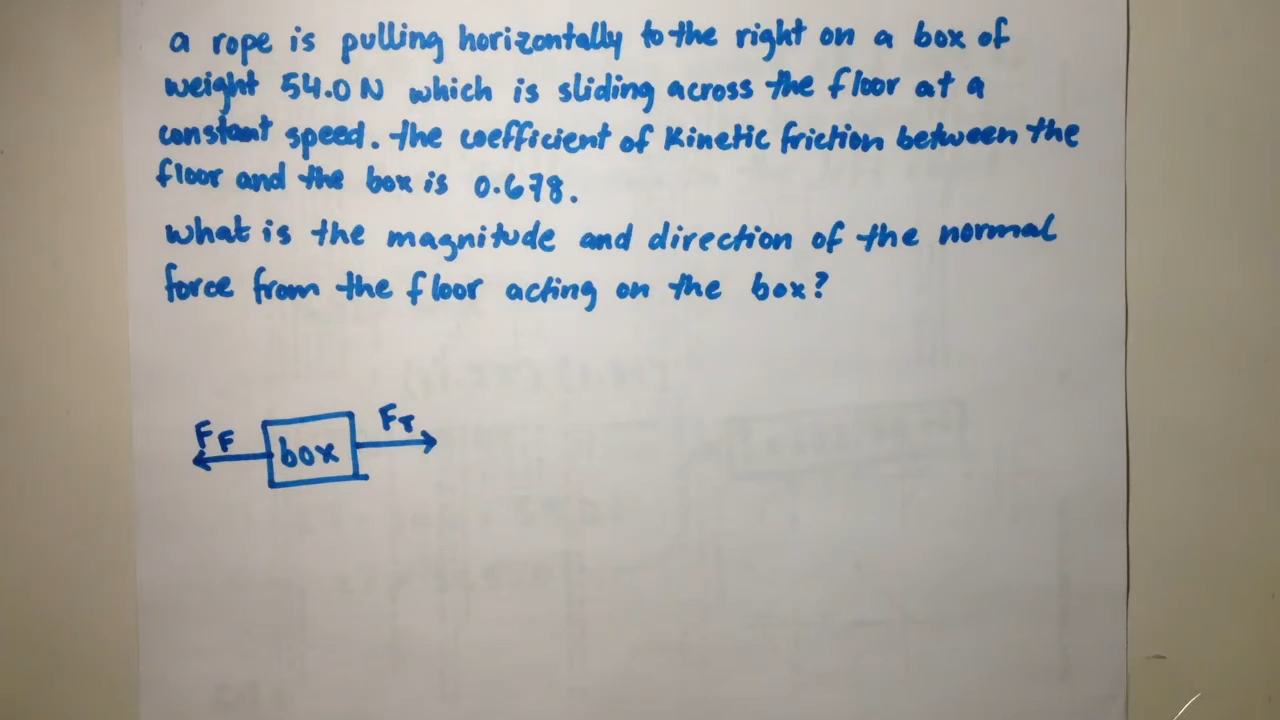 a rope is pulling horizontally to the right on a box of
weight 54.0 N which is sliding across the floor at a
constant speed. the coefficient of Kinetic friction between the
floor and the box is 0.678.
what is the magnitude and direction of the normal
force from the floor acting on the box?
F_F box F_T